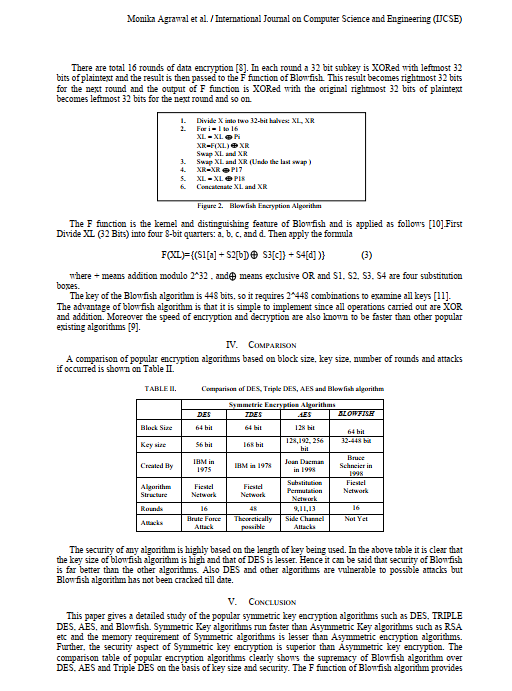 Monika Agrawal et al. / International Journal on Computer Science and Engineering (IJCSE)
There are total 16 rounds of data encryption [8]. In each round a 32 bit subkey is XORed with leftmost 32
bits of plaintext and the result is then passed to the F function of Blowfish. This result becomes rightmost 32 bits
for the next round and the output of F function is XORed with the original rightmost 32 bits of plaintext
becomes leftmost 32 bits for the next round and so on.
1. Divide X into two 32-bit halves: XL, XR
2. For i = 1 to 16
XL = XL ⊕ Pi
XR=F(XL) ⊕ XR
Swap XL and XR
3. Swap XL and XR (Undo the last swap )
4. XR=XR ⊕ P17
5. XL = XL ⊕ P18
6. Concatenate XL and XR
Figure 2. Blowfish Encryption Algorithm
The F function is the kernel and distinguishing feature of Blowfish and is applied as follows [10].First
Divide XL (32 Bits) into four 8-bit quarters: a, b, c, and d. Then apply the formula
F(XL)={(S1[a] + S2[b])⊕ S3[c]} + S4[d] )} (3)
where + means addition modulo 2^32 , and⊕ means exclusive OR and S1, S2, S3, S4 are four substitution
boxes.
The key of the Blowfish algorithm is 448 bits, so it requires 2^448 combinations to examine all keys [11].
The advantage of blowfish algorithm is that it is simple to implement since all operations carried out are XOR
and addition. Moreover the speed of encryption and decryption are also known to be faster than other popular
existing algorithms [9].
IV. COMPARISON
A comparison of popular encryption algorithms based on block size, key size, number of rounds and attacks
if occurred is shown on Table II.
TABLE II. Comparison of DES, Triple DES, AES and Blowfish algorithm
Symmetric Encryption Algorithms
DES TDES AES BLOWFISH
Block Size 64 bit 64 bit 128 bit 64 bit
Key size 56 bit 168 bit 128,192, 256 bit 32-448 bit
Created By IBM in 1975 IBM in 1978 Joan Daeman in 1998 Bruce Schneier in 1998
Algorithm Structure Fiestel Network Fiestel Network Substitution Permutation Network Fiestel Network
Rounds 16 48 9,11,13 16
Attacks Brute Force Attack Theoretically possible Side Channel Attacks Not Yet
The security of any algorithm is highly based on the length of key being used. In the above table it is clear that
the key size of blowfish algorithm is high and that of DES is lesser. Hence it can be said that security of Blowfish
is far better than the other algorithms. Also DES and other algorithms are vulnerable to possible attacks but
Blowfish algorithm has not been cracked till date.
V. CONCLUSION
This paper gives a detailed study of the popular symmetric key encryption algorithms such as DES, TRIPLE
DES, AES, and Blowfish. Symmetric Key algorithms run faster than Asymmetric Key algorithms such as RSA
etc and the memory requirement of Symmetric algorithms is lesser than Asymmetric encryption algorithms.
Further, the security aspect of Symmetric key encryption is superior than Asymmetric key encryption. The
comparison table of popular encryption algorithms clearly shows the supremacy of Blowfish algorithm over
DES, AES and Triple DES on the basis of key size and security. The F function of Blowfish algorithm provides